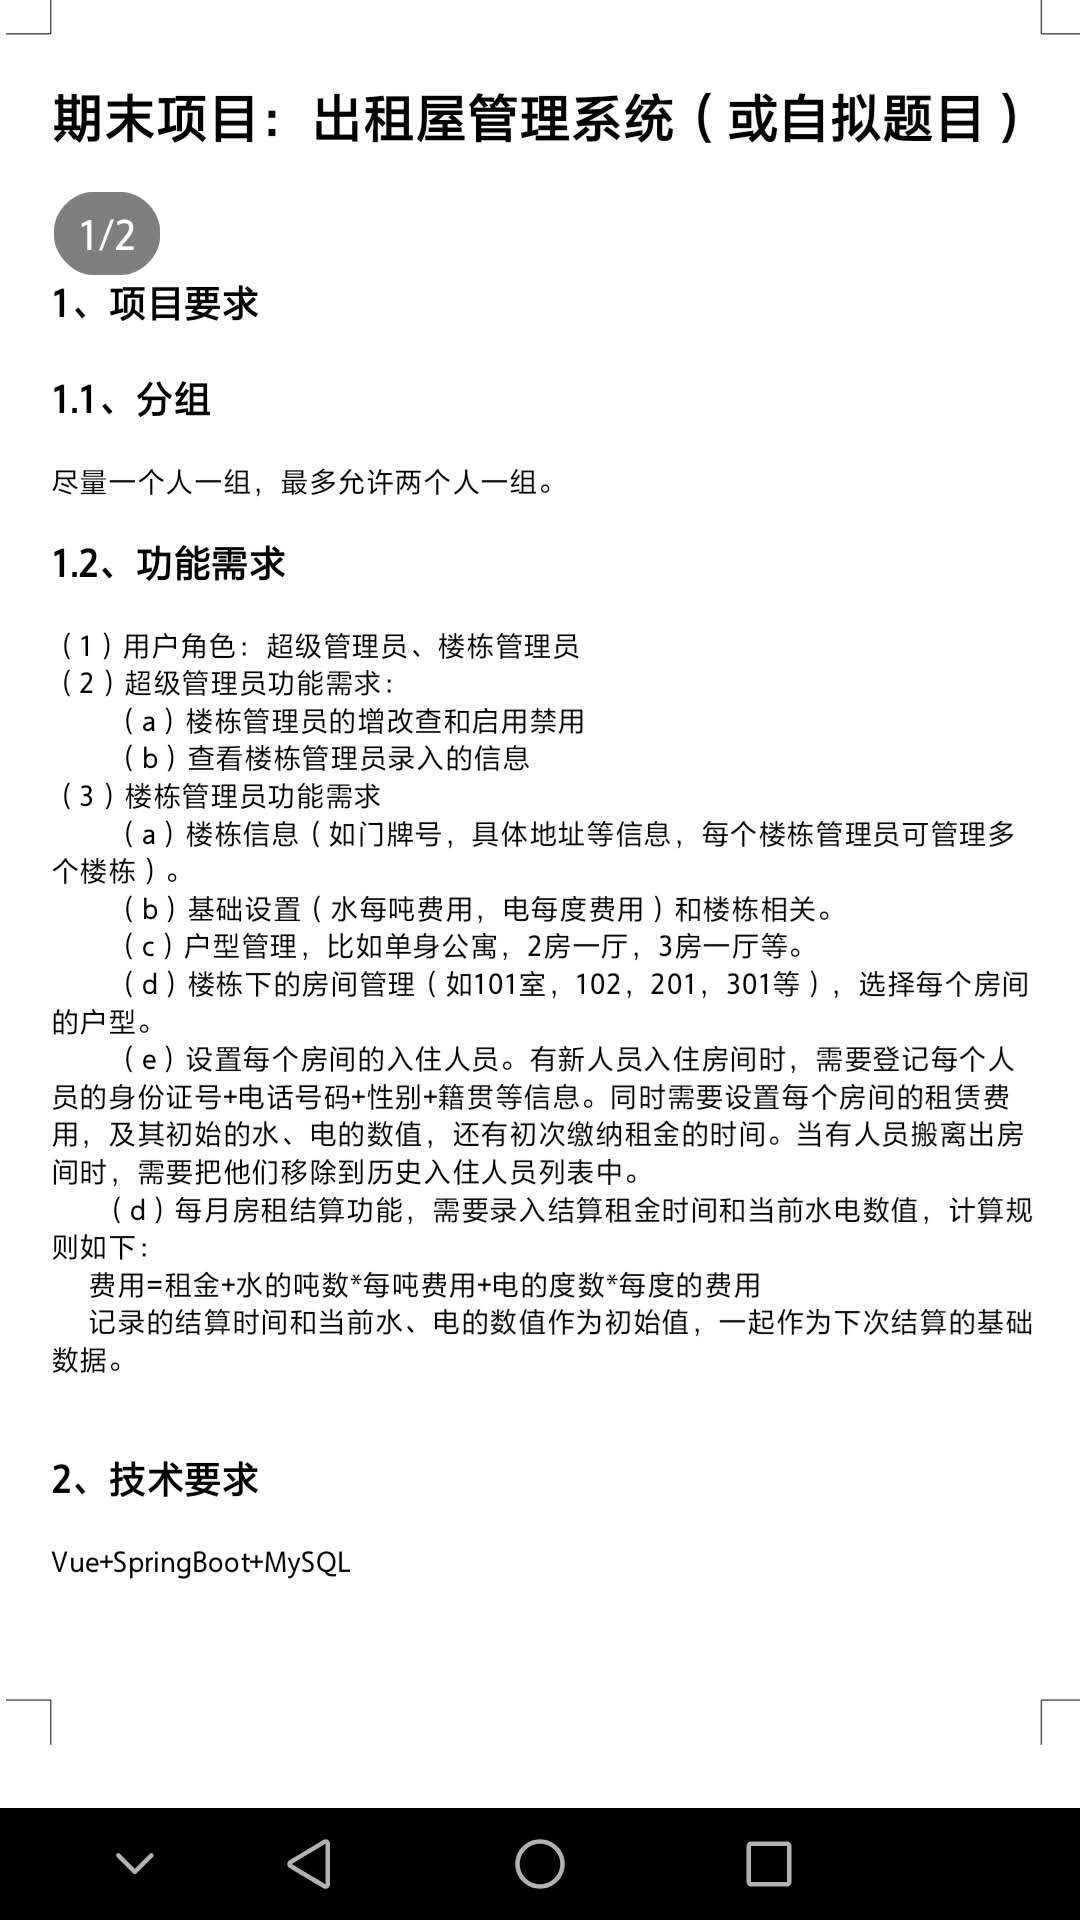 期末项目：出租屋管理系统（或自拟题目）
1/2
1、项目要求
1.1、分组
尽量一个人一组，最多允许两个人一组。
1.2、功能需求
（1）用户角色：超级管理员、楼栋管理员
（2）超级管理员功能需求：
（a）楼栋管理员的增改查和启用禁用
（b）查看楼栋管理员录入的信息
（3）楼栋管理员功能需求
（a）楼栋信息（如门牌号，具体地址等信息，每个楼栋管理员可管理多
个楼栋）。
（b）基础设置（水每吨费用，电每度费用）和楼栋相关。
（c）户型管理，比如单身公寓，2房一厅，3房一厅等。
（d）楼栋下的房间管理（如101室，102，201，301等），选择每个房间
的户型。
（e）设置每个房间的入住人员。有新人员入住房间时，需要登记每个人
员的身份证号+电话号码+性别+籍贯等信息。同时需要设置每个房间的租赁费
用，及其初始的水、电的数值，还有初次缴纳租金的时间。当有人员搬离出房
间时，需要把他们移除到历史入住人员列表中。
（d）每月房租结算功能，需要录入结算租金时间和当前水电数值，计算规
则如下：
费用=租金+水的吨数*每吨费用+电的度数*每度的费用
记录的结算时间和当前水、电的数值作为初始值，一起作为下次结算的基础
数据。
2、技术要求
Vue+SpringBoot+MySQL